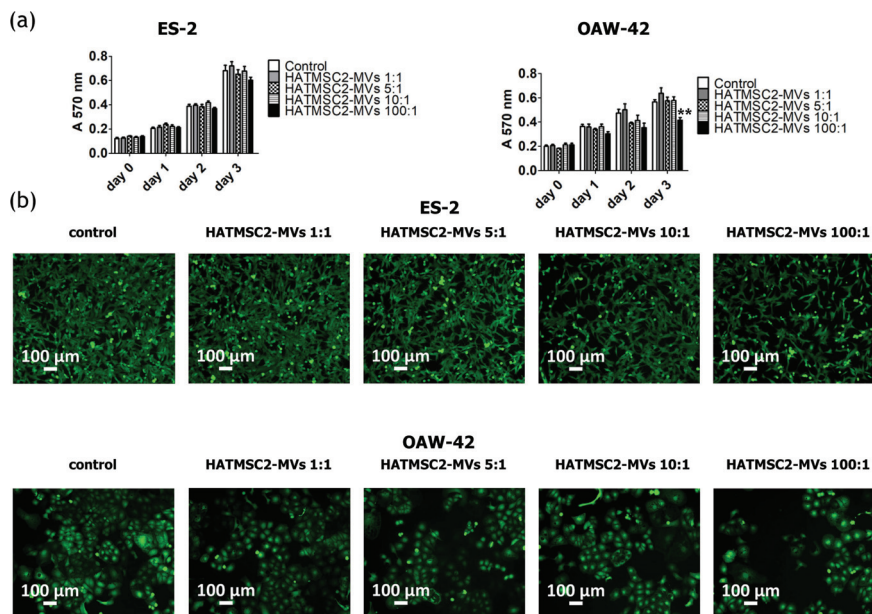 (a)
ES-2
A 570 nm
0.8
0.6
0.4
0.2
0.0
day 0
day 1
day 2
day 3
Control
HATMSC2-MVs 1:1
HATMSC2-MVs 5:1
HATMSC2-MVs 10:1
HATMSC2-MVs 100:1
OAW-42
A 570 nm
0.8
0.6
0.4
0.2
0.0
day 0
day 1
day 2
day 3
**
Control
HATMSC2-MVs 1:1
HATMSC2-MVs 5:1
HATMSC2-MVs 10:1
HATMSC2-MVs 100:1
(b)
ES-2
control HATMSC2-MVs 1:1 HATMSC2-MVs 5:1 HATMSC2-MVs 10:1 HATMSC2-MVs 100:1
100 µm 100 µm 100 µm 100 µm 100 µm
OAW-42
control HATMSC2-MVs 1:1 HATMSC2-MVs 5:1 HATMSC2-MVs 10:1 HATMSC2-MVs 100:1
100 µm 100 µm 100 µm 100 µm 100 µm